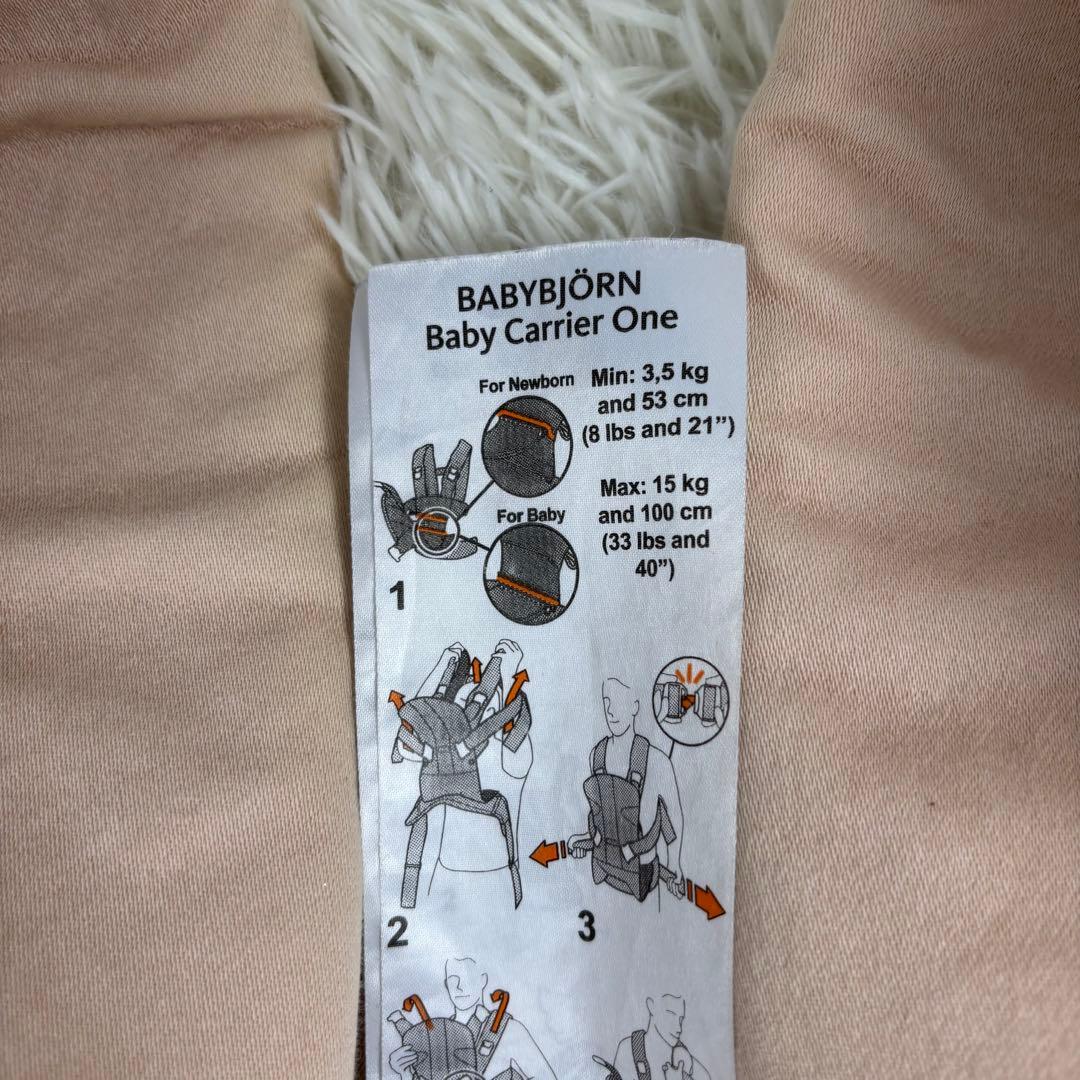 BABYBJÖRN
Baby Carrier One
For Newborn
Min: 3,5 kg
and 53 cm
(8 lbs and 21”)
For Baby
Max: 15 kg
and 100 cm
(33 lbs and
40”)
1
2
3